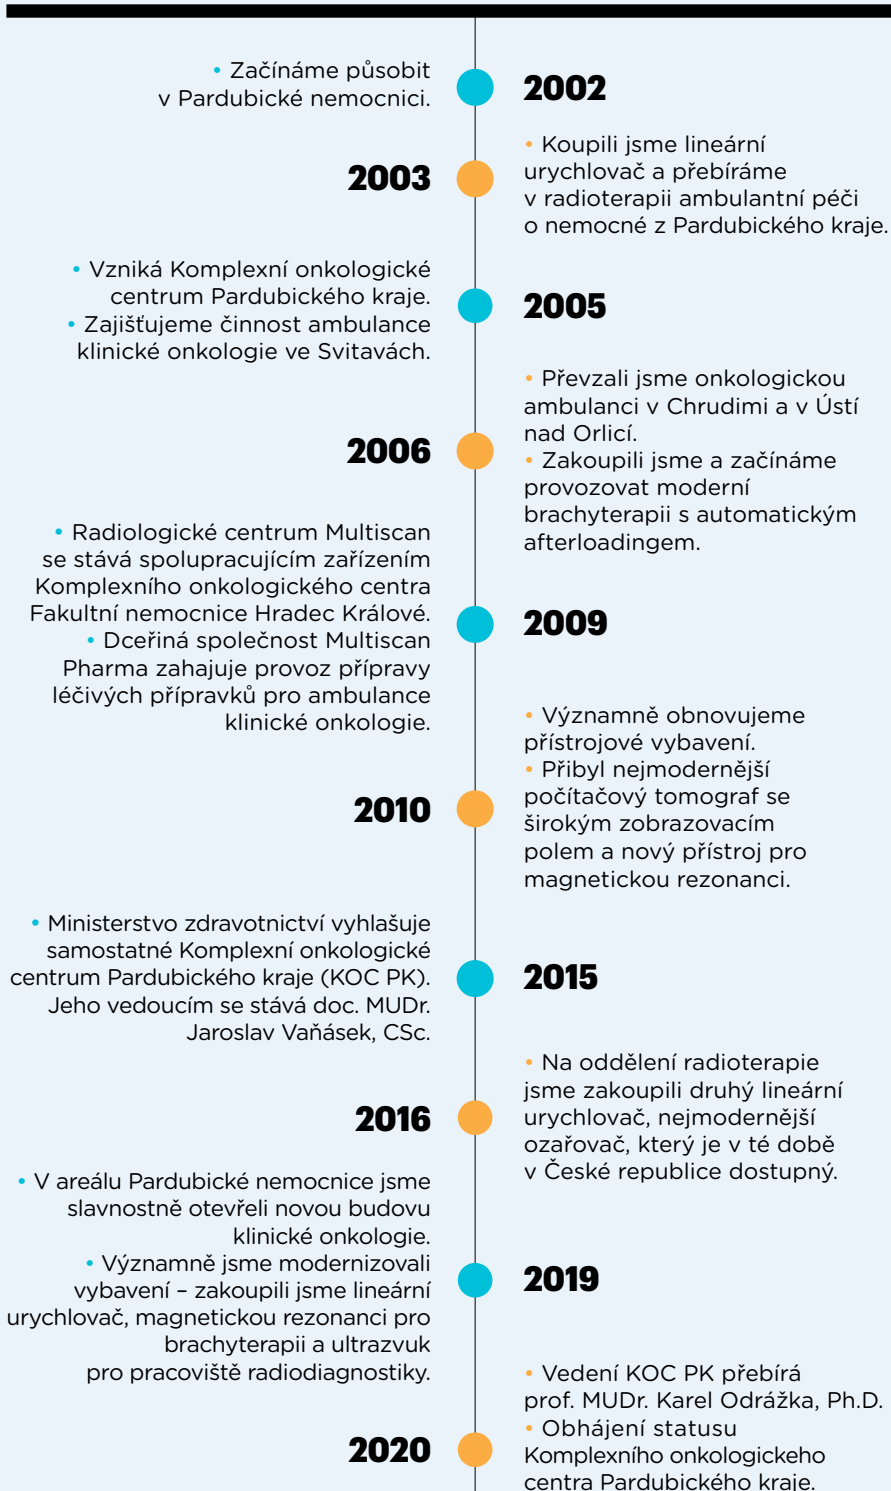 • Začínáme působit
v Pardubické nemocnici.
2002
2003
• Koupili jsme lineární
urychlovač a přebíráme
v radioterapii ambulantní péči
o nemocné z Pardubického kraje.
• Vzniká Komplexní onkologické
centrum Pardubického kraje.
• Zajišťujeme činnost ambulance
klinické onkologie ve Svitavách.
2005
2006
• Převzali jsme onkologickou
ambulanci v Chrudimi a v Ústí
nad Orlicí.
• Zakoupili jsme a začínáme
provozovat moderní
brachyterapii s automatickým
afterloadingem.
• Radiologické centrum Multiscan
se stává spolupracujícím zařízením
Komplexního onkologického centra
Fakultní nemocnice Hradec Králové.
• Dceřiná společnost Multiscan
Pharma zahajuje provoz přípravy
léčivých přípravků pro ambulance
klinické onkologie.
2009
2010
• Významně obnovujeme
přístrojové vybavení.
• Přibyl nejmodernější
počítačový tomograf se
širokým zobrazovacím
polem a nový přístroj pro
magnetickou rezonanci.
• Ministerstvo zdravotnictví vyhlašuje
samostatné Komplexní onkologické
centrum Pardubického kraje (KOC PK).
Jeho vedoucím se stává doc. MUDr.
Jaroslav Vaňásek, CSc.
2015
2016
• Na oddělení radioterapie
jsme zakoupili druhý lineární
urychlovač, nejmodernější
ozařovač, který je v té době
v České republice dostupný.
• V areálu Pardubické nemocnice jsme
slavnostně otevřeli novou budovu
klinické onkologie.
• Významně jsme modernizovali
vybavení – zakoupili jsme lineární
urychlovač, magnetickou rezonanci pro
brachyterapii a ultrazvuk
pro pracoviště radiodiagnostiky.
2019
2020
• Vedení KOC PK přebírá
prof. MUDr. Karel Odrážka, Ph.D.
• Obhájení statusu
Komplexního onkologickeho
centra Pardubického kraje.